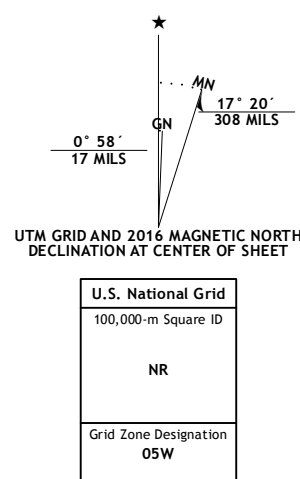 ★
MN
GN
17° 20´
308 MILS
0° 58´
17 MILS
UTM GRID AND 2016 MAGNETIC NORTH
DECLINATION AT CENTER OF SHEET
U.S. National Grid
100,000-m Square ID
NR
Grid Zone Designation
05W